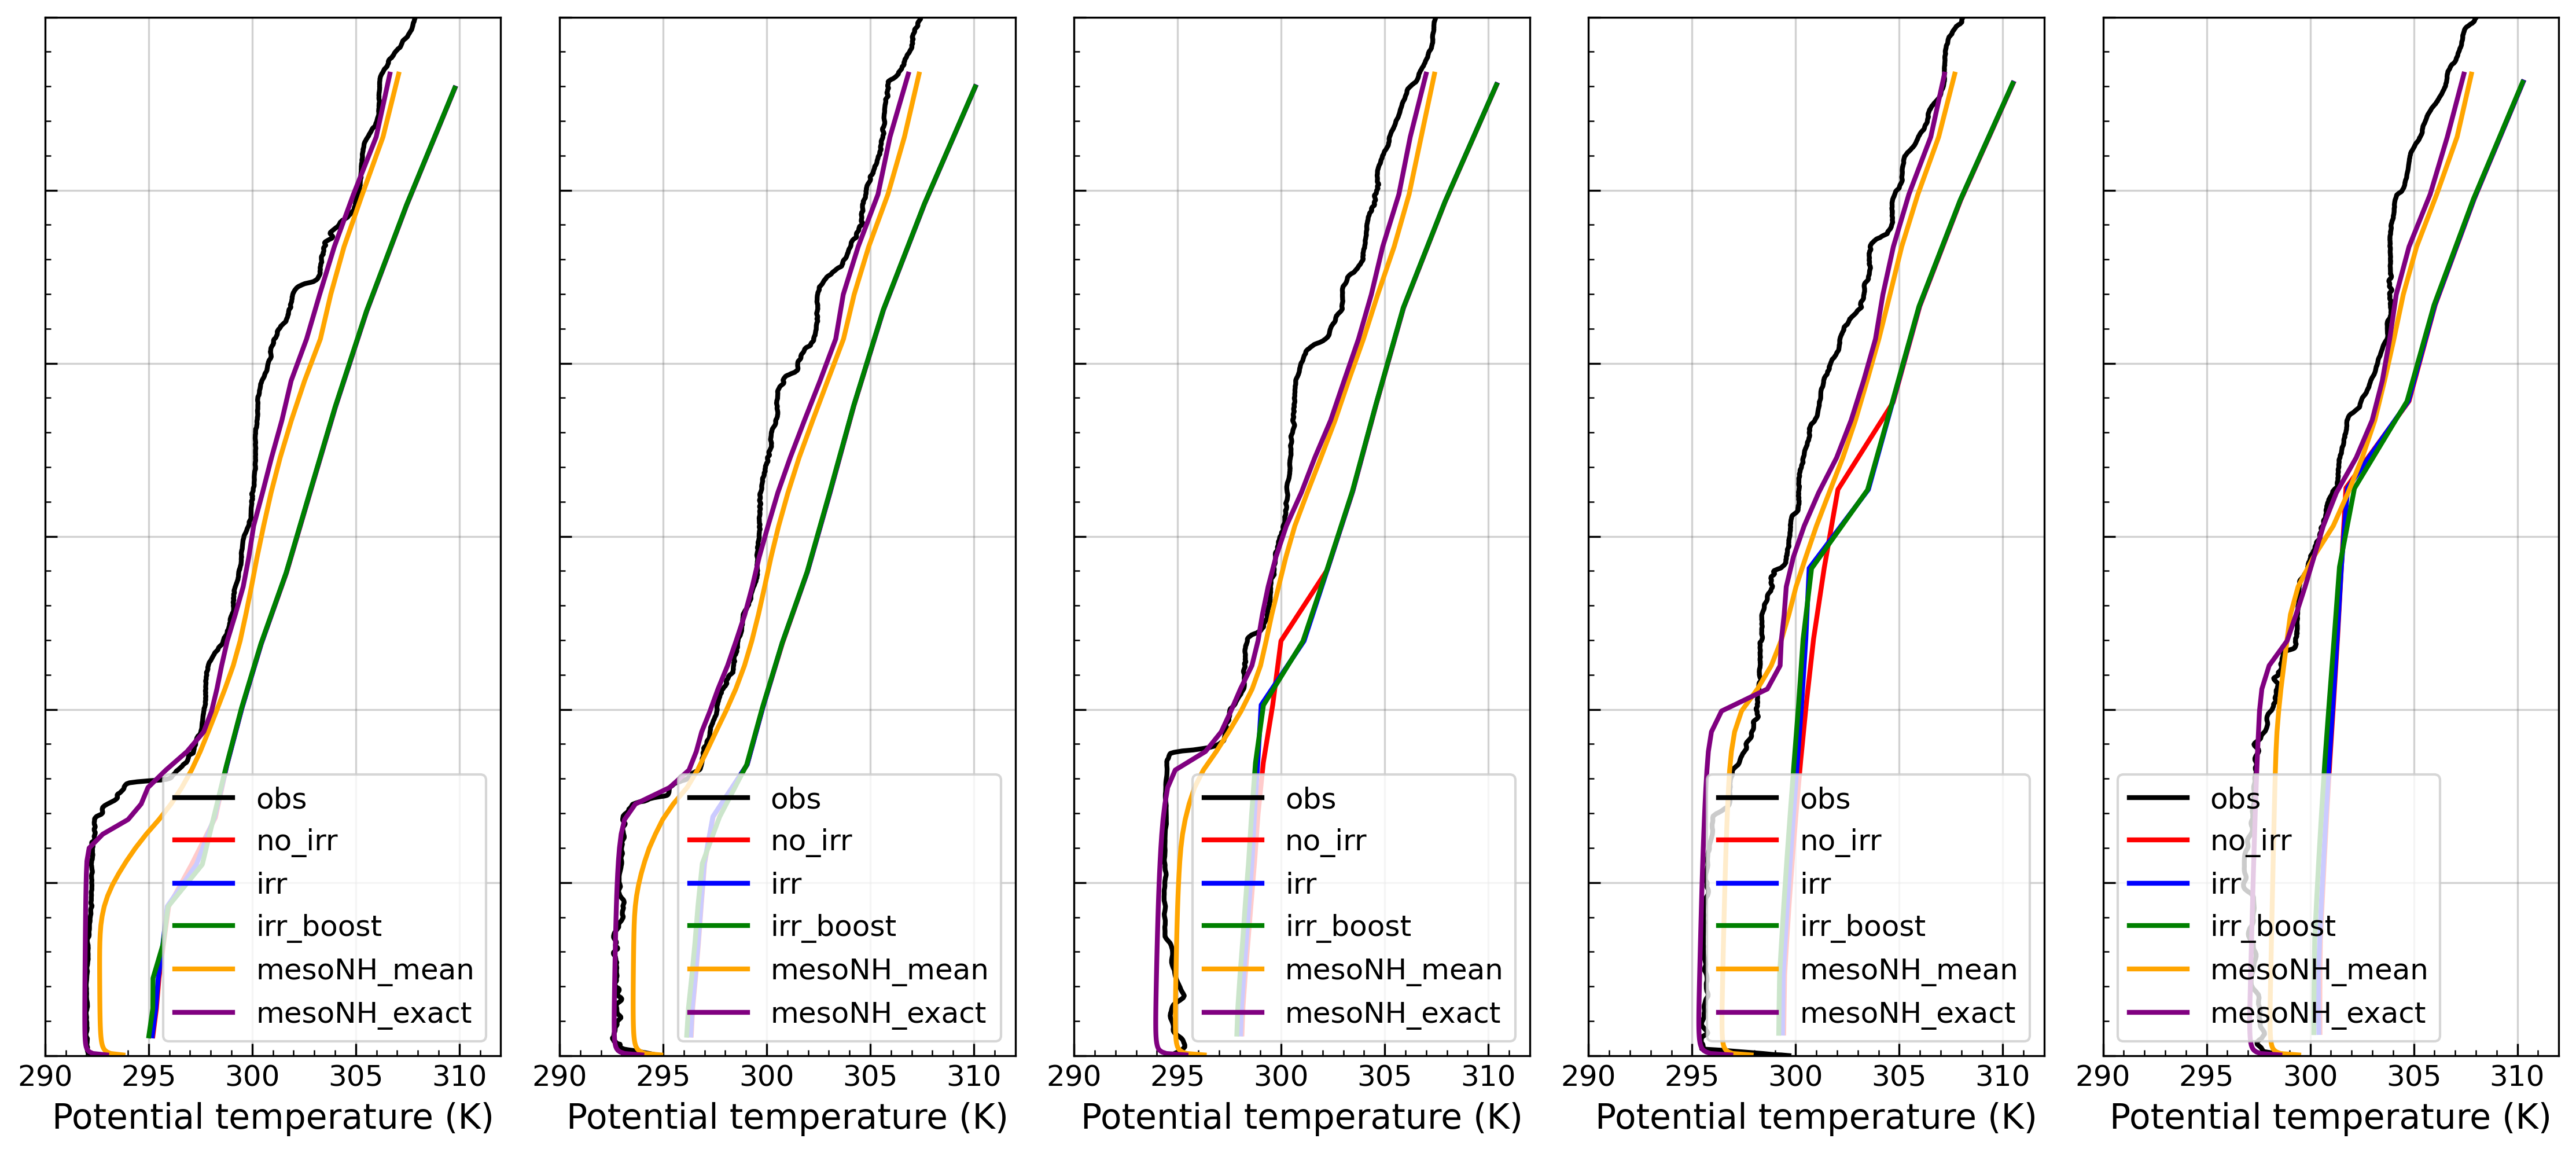 obs
no_irr
irr
irr_boost
mesoNH_mean
mesoNH_exact
290 295 300 305 310
Potential temperature (K)
obs
no_irr
irr
irr_boost
mesoNH_mean
mesoNH_exact
290 295 300 305 310
Potential temperature (K)
obs
no_irr
irr
irr_boost
mesoNH_mean
mesoNH_exact
290 295 300 305 310
Potential temperature (K)
obs
no_irr
irr
irr_boost
mesoNH_mean
mesoNH_exact
290 295 300 305 310
Potential temperature (K)
obs
no_irr
irr
irr_boost
mesoNH_mean
mesoNH_exact
290 295 300 305 310
Potential temperature (K)